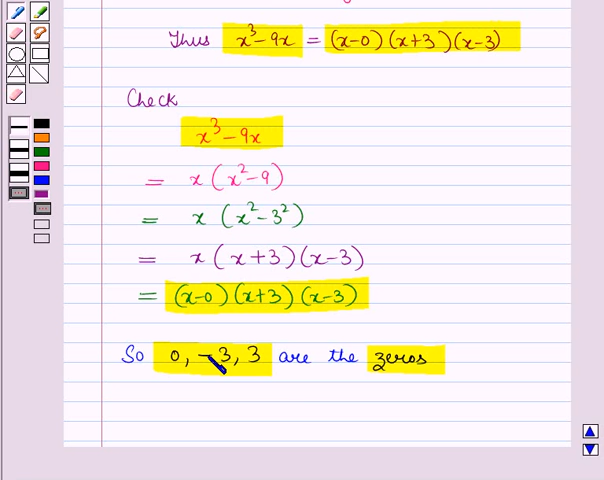 Thus x³-9x = (x-0)(x+3)(x-3)
Check
x³-9x
= x(x²-9)
= x(x²-3²)
= x(x+3)(x-3)
= (x-0)(x+3)(x-3)
So 0, -3, 3 are the zeros